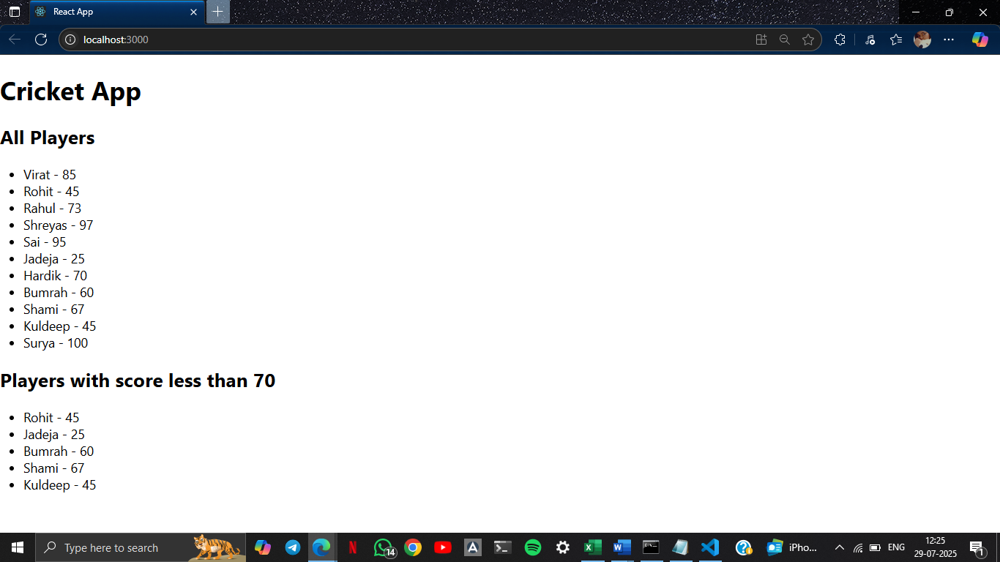 React App
localhost:3000
Cricket App
All Players
Virat - 85
Rohit - 45
Rahul - 73
Shreyas - 97
Sai - 95
Jadeja - 25
Hardik - 70
Bumrah - 60
Shami - 67
Kuldeep - 45
Surya - 100
Players with score less than 70
Rohit - 45
Jadeja - 25
Bumrah - 60
Shami - 67
Kuldeep - 45
Type here to search
14
iPho...
ENG
12:25
29-07-2025
1